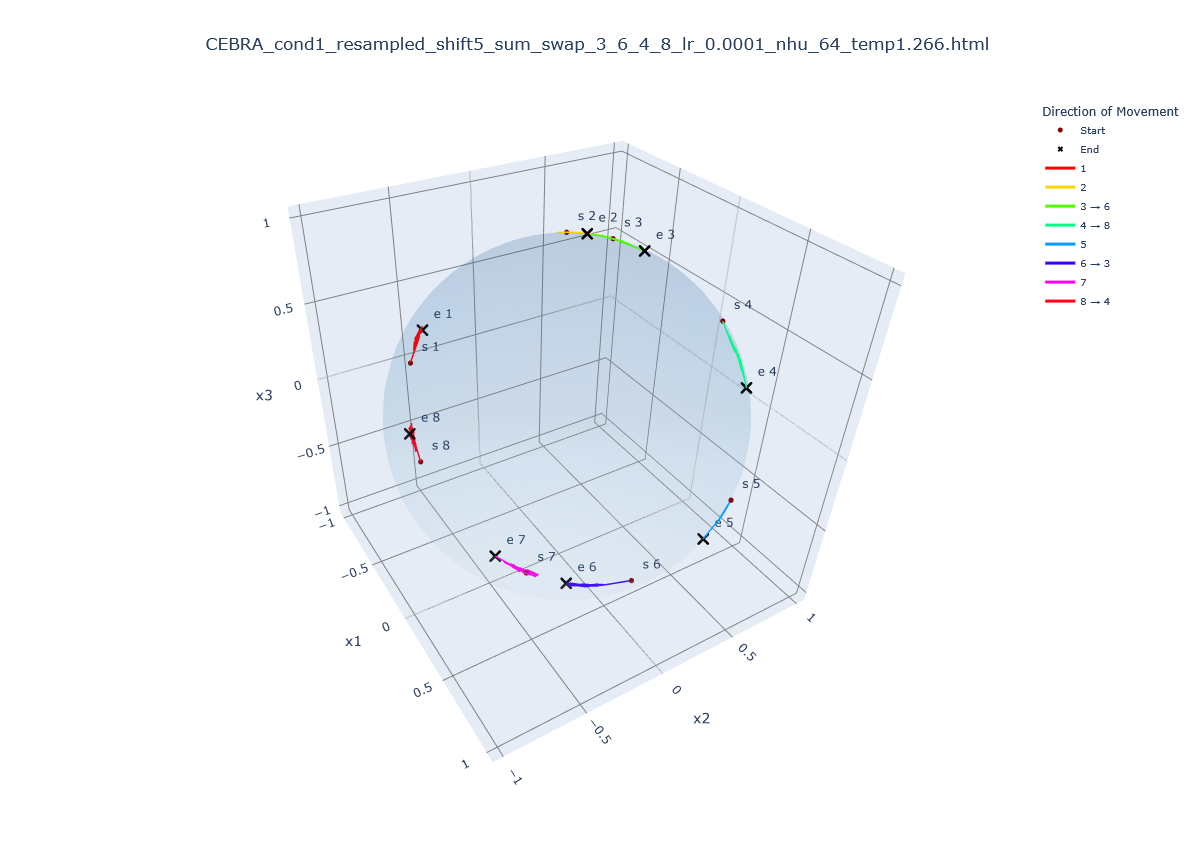 CEBRA_cond1_resampled_shift5_sum_swap_3_6_4_8_lr_0.0001_nhu_64_temp1.266.html
Direction of Movement
Start
End
1
2
3 → 6
4 → 8
5
6 → 3
7
8 → 4
s 2
e 2
s 3
e 3
s 4
e 4
e 1
s 1
e 8
s 8
s 5
e 5
e 7
s 7
e 6
s 6
x3
1
0.5
0
−0.5
−1
x1
−1
−0.5
0
0.5
1
x2
−1
−0.5
0
0.5
1